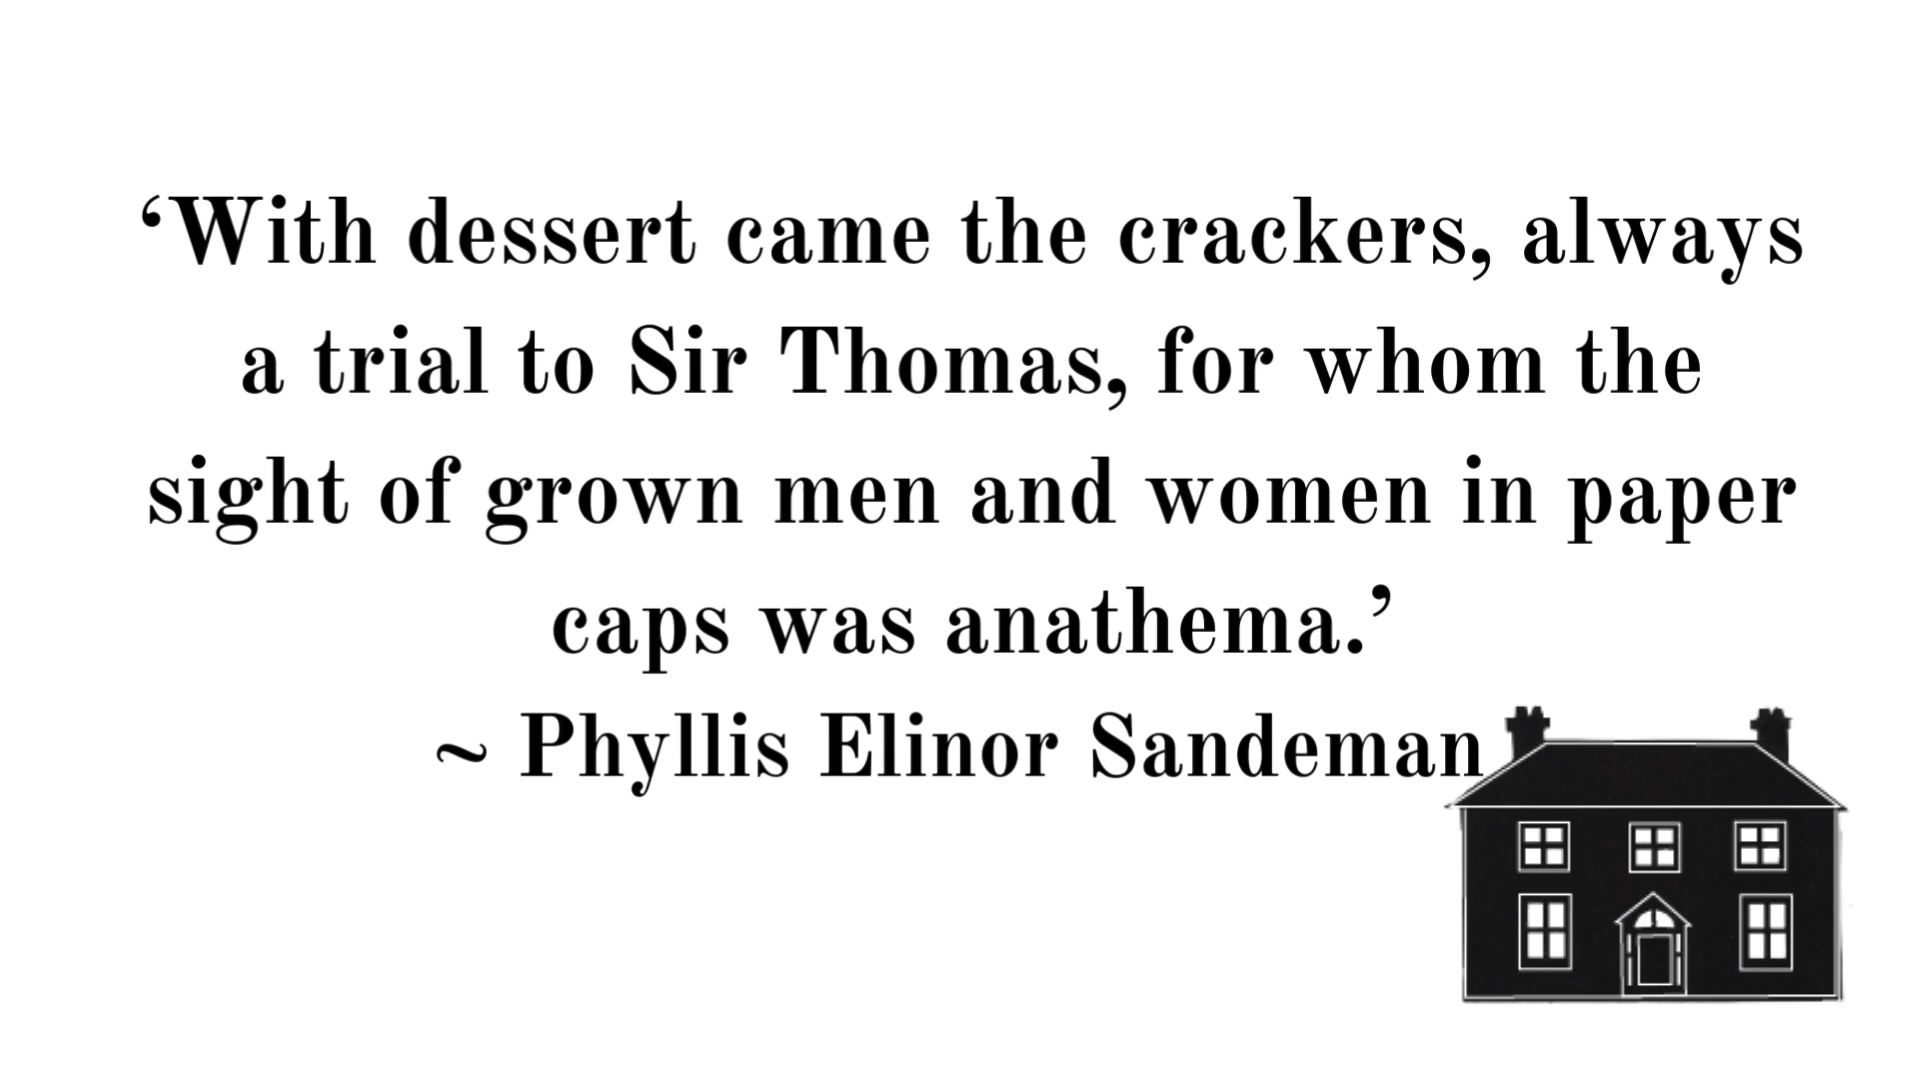 ‘With dessert came the crackers, always
a trial to Sir Thomas, for whom the
sight of grown men and women in paper
caps was anathema.’
~ Phyllis Elinor Sandeman